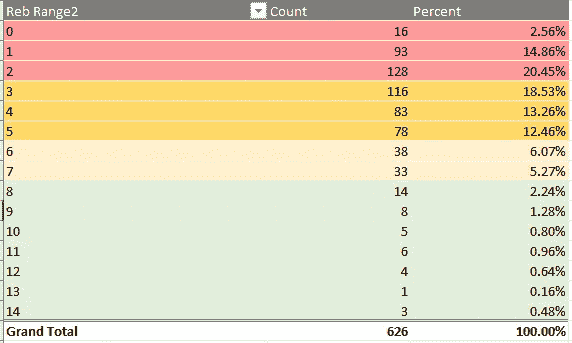 Reb Range2 Count Percent
0 16 2.56%
1 93 14.86%
2 128 20.45%
3 116 18.53%
4 83 13.26%
5 78 12.46%
6 38 6.07%
7 33 5.27%
8 14 2.24%
9 8 1.28%
10 5 0.80%
11 6 0.96%
12 4 0.64%
13 1 0.16%
14 3 0.48%
Grand Total 626 100.00%